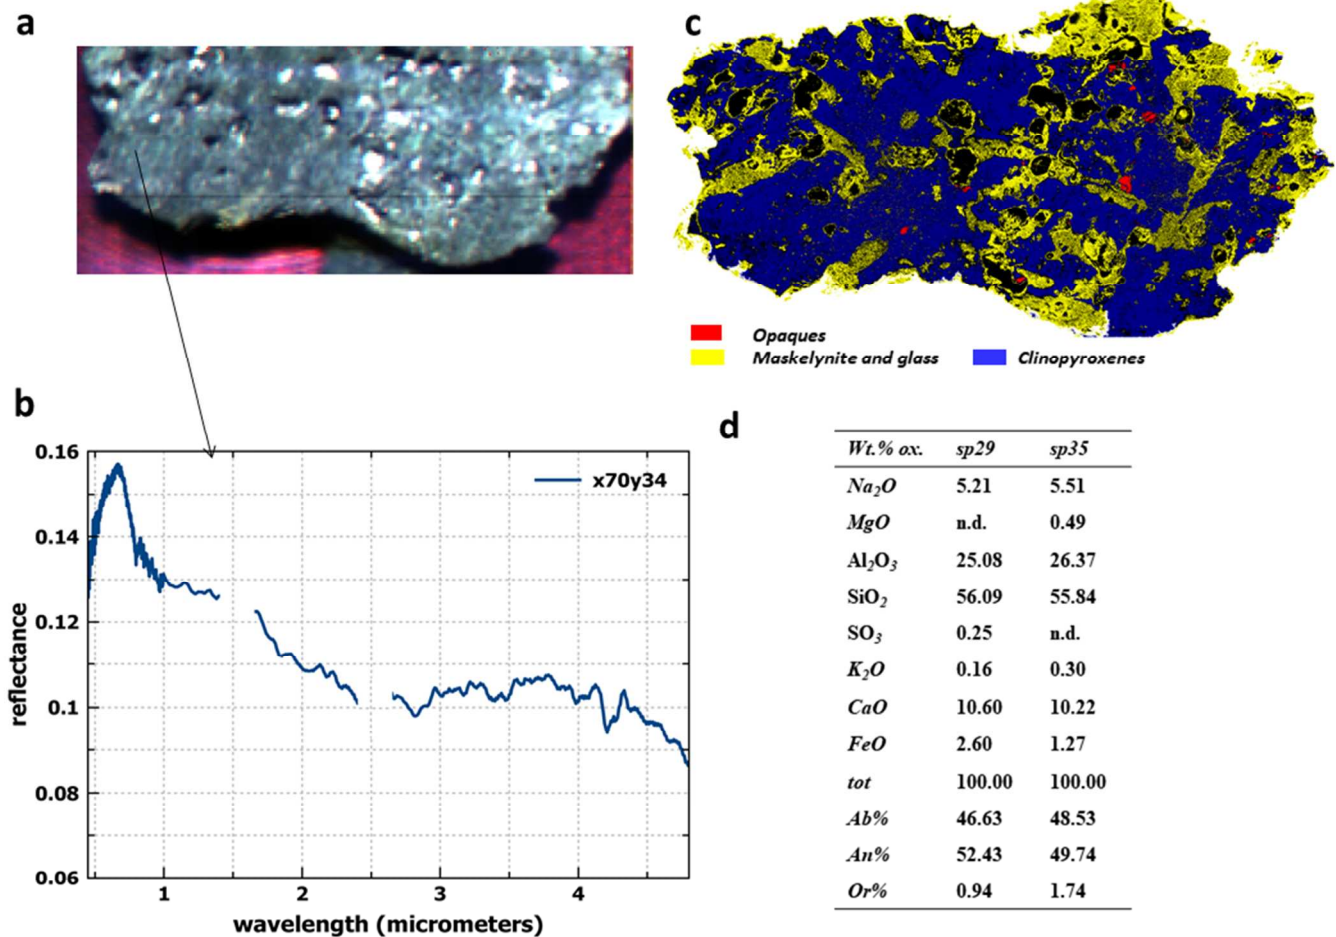 a
c
Opaques
Maskelynite and glass Clinopyroxenes
b
0.16
0.14
0.12
0.1
0.08
0.06
reflectance
x70y34
1 2 3 4
wavelength (micrometers)
d
Wt.% ox. sp29 sp35
Na2O 5.21 5.51
MgO n.d. 0.49
Al2O3 25.08 26.37
SiO2 56.09 55.84
SO3 0.25 n.d.
K2O 0.16 0.30
CaO 10.60 10.22
FeO 2.60 1.27
tot 100.00 100.00
Ab% 46.63 48.53
An% 52.43 49.74
Or% 0.94 1.74